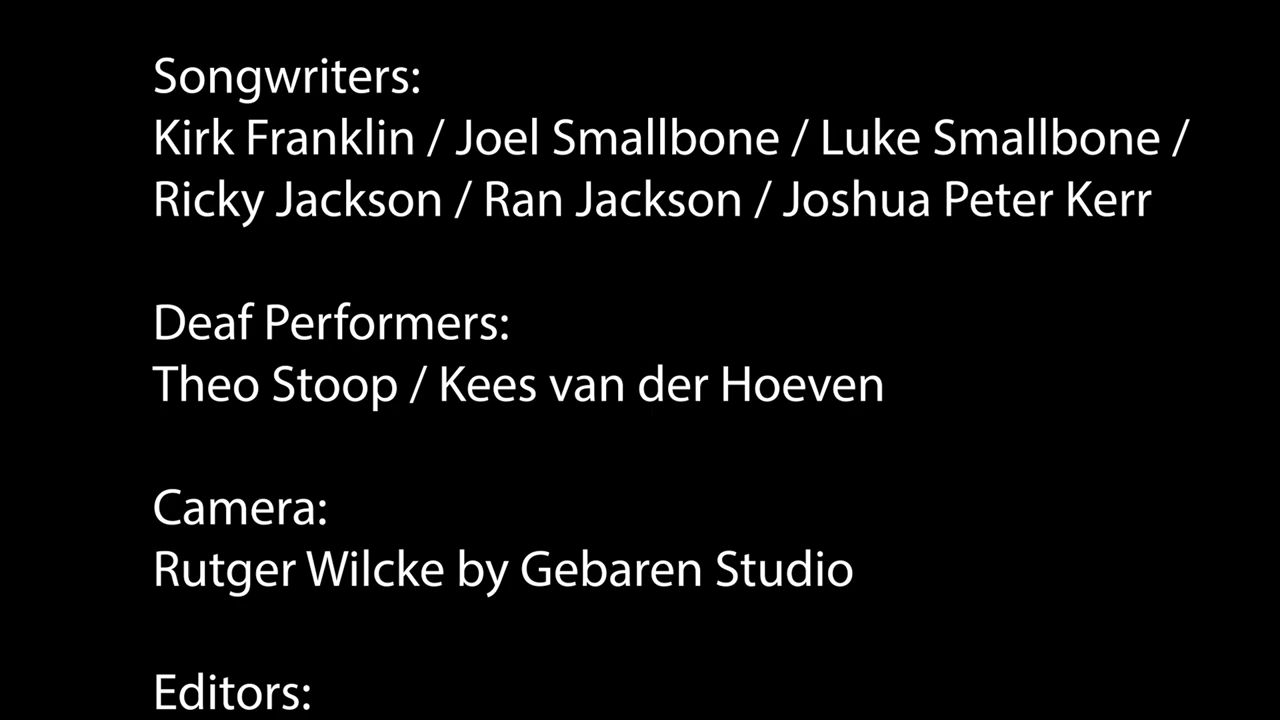 Songwriters:
Kirk Franklin / Joel Smallbone / Luke Smallbone /
Ricky Jackson / Ran Jackson / Joshua Peter Kerr
Deaf Performers:
Theo Stoop / Kees van der Hoeven
Camera:
Rutger Wilcke by Gebaren Studio
Editors: